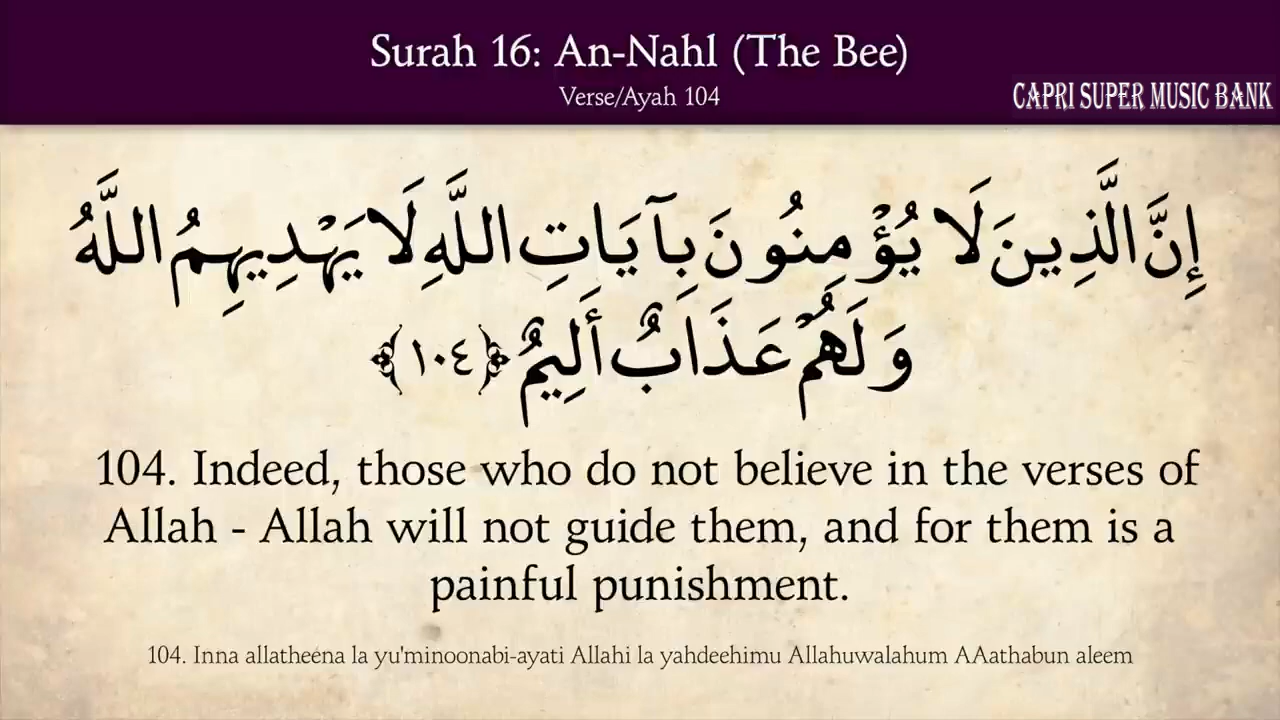 Surah 16: An-Nahl (The Bee)
Verse/Ayah 104
CAPRI SUPER MUSIC BANK
إِنَّ الَّذِينَ لَا يُؤْمِنُونَ بِآيَاتِ اللَّهِ لَا يَهْدِيهِمُ اللَّهُ
وَلَهُمْ عَذَابٌ أَلِيمٌ ﴿١٠٤﴾
104. Indeed, those who do not believe in the verses of
Allah - Allah will not guide them, and for them is a
painful punishment.
104. Inna allatheena la yu'minoonabi-ayati Allahi la yahdeehimu Allahuwalahum AAathabun aleem